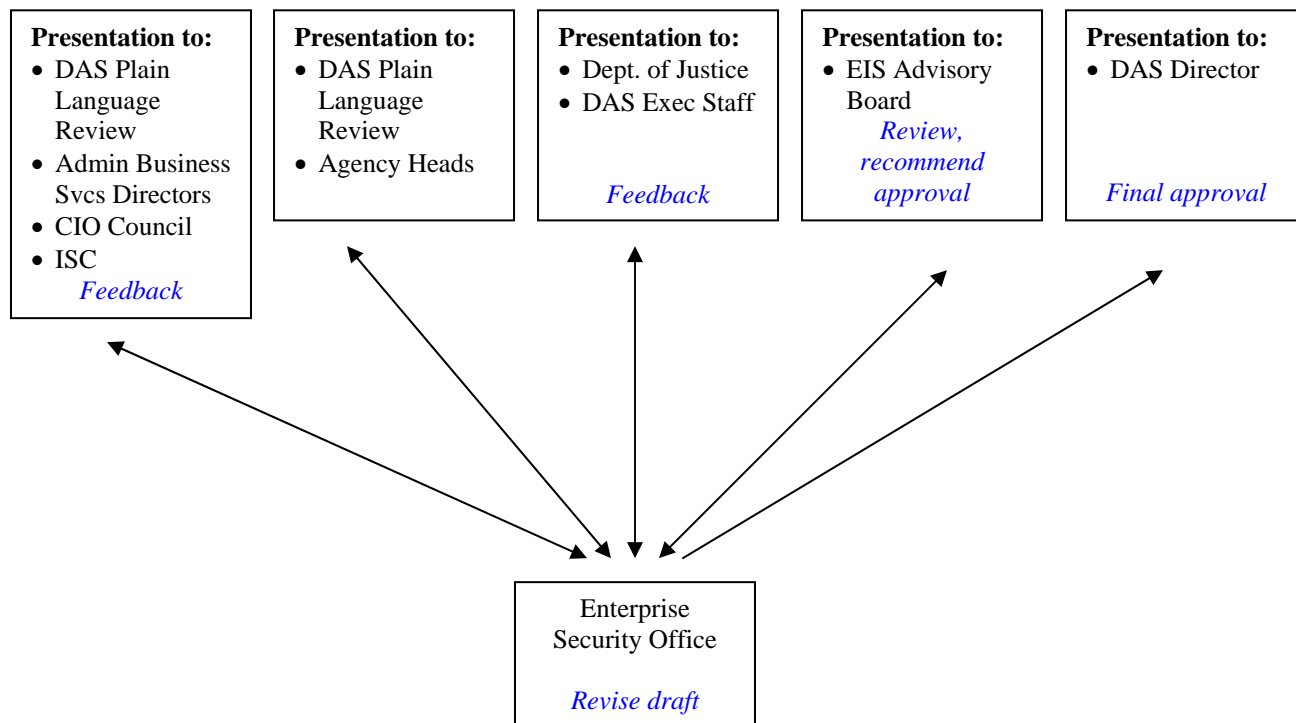 Presentation to:
• DAS Plain
Language
Review
• Admin Business
Svcs Directors
• CIO Council
• ISC
Feedback
Presentation to:
• DAS Plain
Language
Review
• Agency Heads
Presentation to:
• Dept. of Justice
• DAS Exec Staff
Feedback
Presentation to:
• EIS Advisory
Board
Review,
recommend
approval
Presentation to:
• DAS Director
Final approval
Enterprise
Security Office
Revise draft